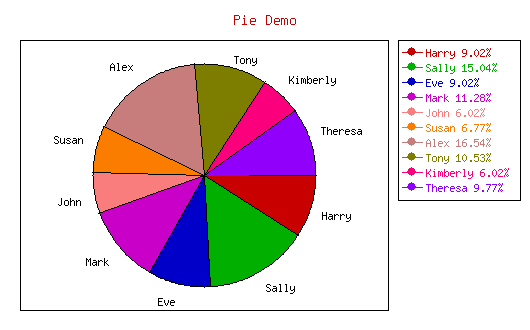 Pie Demo
Alex
Tony
Kimberly
Susan
Theresa
John
Harry
Mark
Sally
Eve
Harry 9.02%
Sally 15.04%
Eve 9.02%
Mark 11.28%
John 6.02%
Susan 6.77%
Alex 16.54%
Tony 10.53%
Kimberly 6.02%
Theresa 9.77%